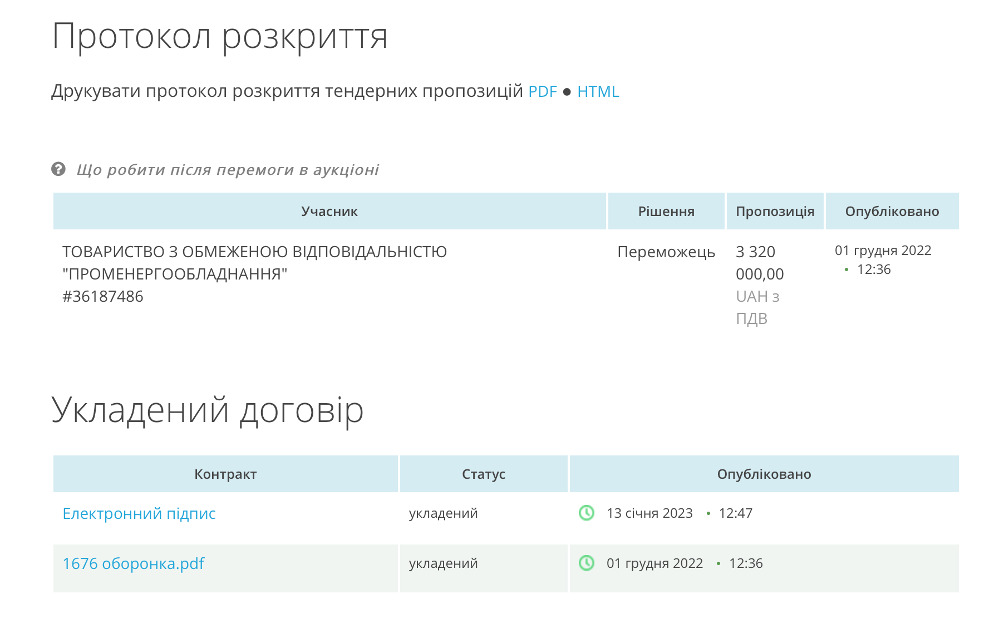 Протокол розкриття
Друкувати протокол розкриття тендерних пропозицій PDF ● HTML
Що робити після перемоги в аукціоні
Учасник Рішення Пропозиція Опубліковано
ТОВАРИСТВО З ОБМЕЖЕНОЮ ВІДПОВІДАЛЬНІСТЮ Переможець 3 320 01 грудня 2022
"ПРОМЕНЕРГООБЛАДНАННЯ" 000,00 • 12:36
#36187486 UAH з
ПДВ
Укладений договір
Контракт Статус Опубліковано
Електронний підпис укладений 13 січня 2023 • 12:47
1676 оборонка.pdf укладений 01 грудня 2022 • 12:36